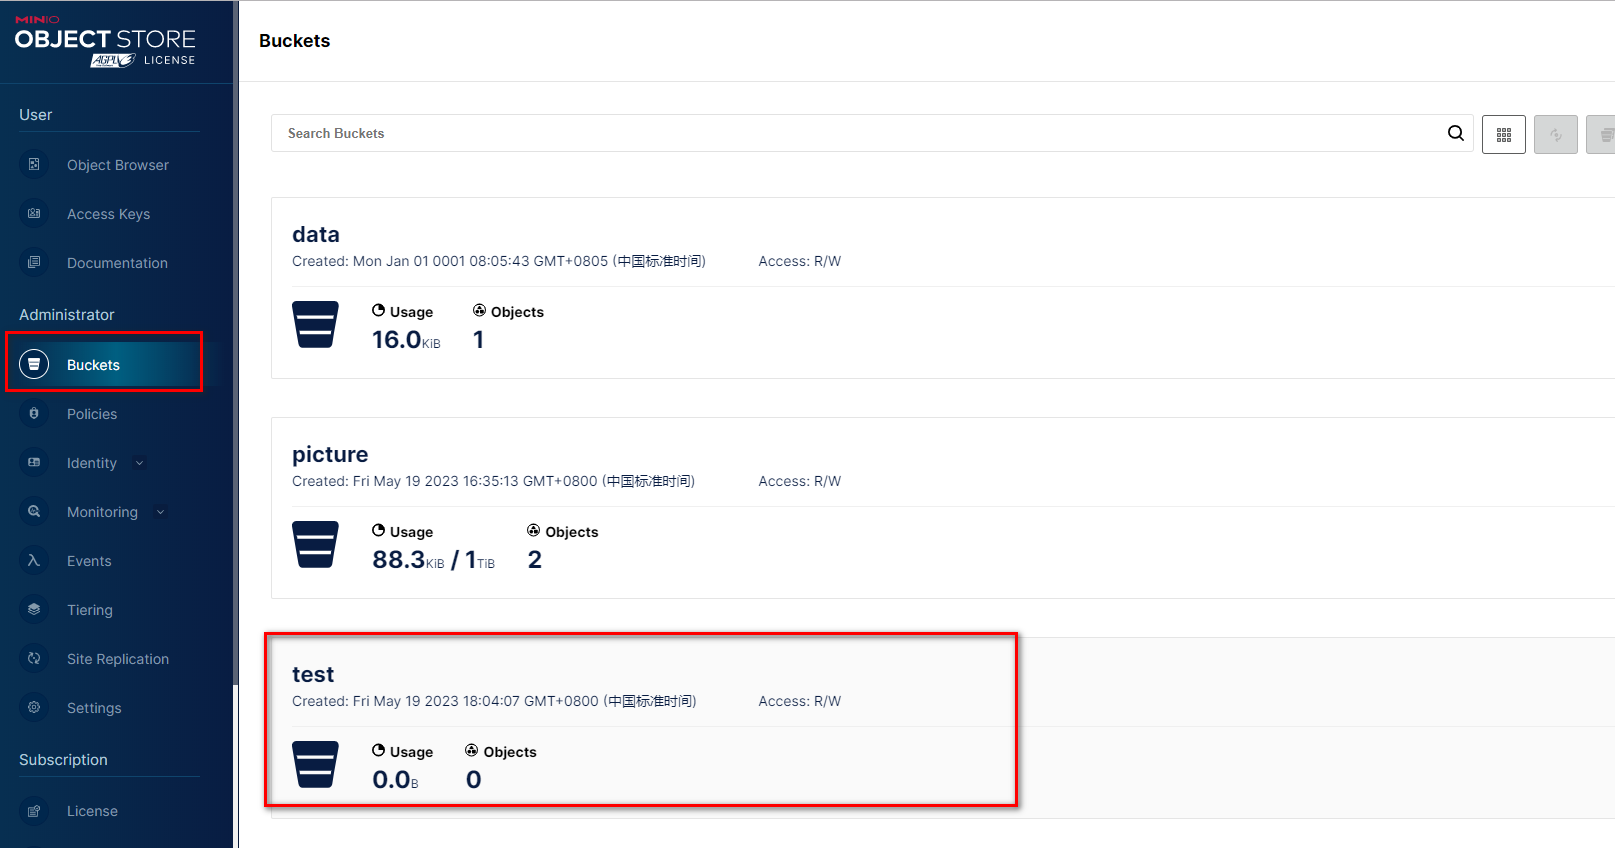 MINIO
OBJECT STORE
AGPL LICENSE
User
Object Browser
Access Keys
Documentation
Administrator
Buckets
Policies
Identity
Monitoring
Events
Tiering
Site Replication
Settings
Subscription
License
Buckets
Search Buckets
data
Created: Mon Jan 01 0001 08:05:43 GMT+0805 (中国标准时间) Access: R/W
Usage Objects
16.0KiB 1
picture
Created: Fri May 19 2023 16:35:13 GMT+0800 (中国标准时间) Access: R/W
Usage Objects
88.3KiB / 1TiB 2
test
Created: Fri May 19 2023 18:04:07 GMT+0800 (中国标准时间) Access: R/W
Usage Objects
0.0B 0